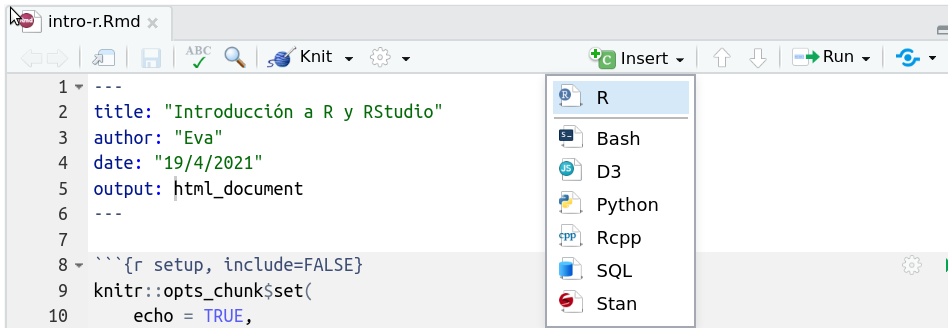 intro-r.Rmd
ABC Knit Insert Run
1 ---
2 title: "Introducción a R y RStudio"
3 author: "Eva"
4 date: "19/4/2021"
5 output: html_document
6 ---
7
8 ```{r setup, include=FALSE}
9 knitr::opts_chunk$set(
10 echo = TRUE,
R
Bash
D3
Python
Rcpp
SQL
Stan